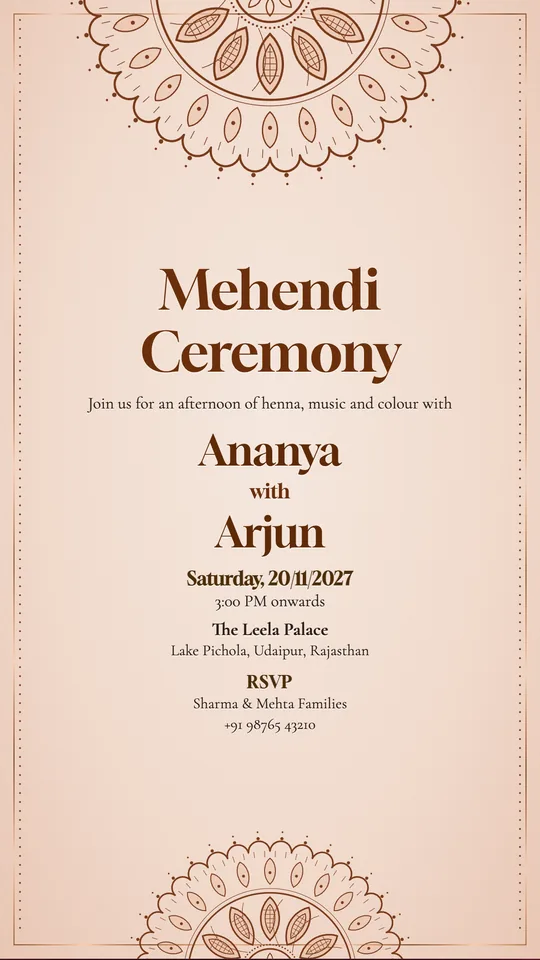 Mehendi
Ceremony
Join us for an afternoon of henna, music and colour with
Ananya
with
Arjun
Saturday, 20/11/2027
3:00 PM onwards
The Leela Palace
Lake Pichola, Udaipur, Rajasthan
RSVP
Sharma & Mehta Families
+91 98765 43210